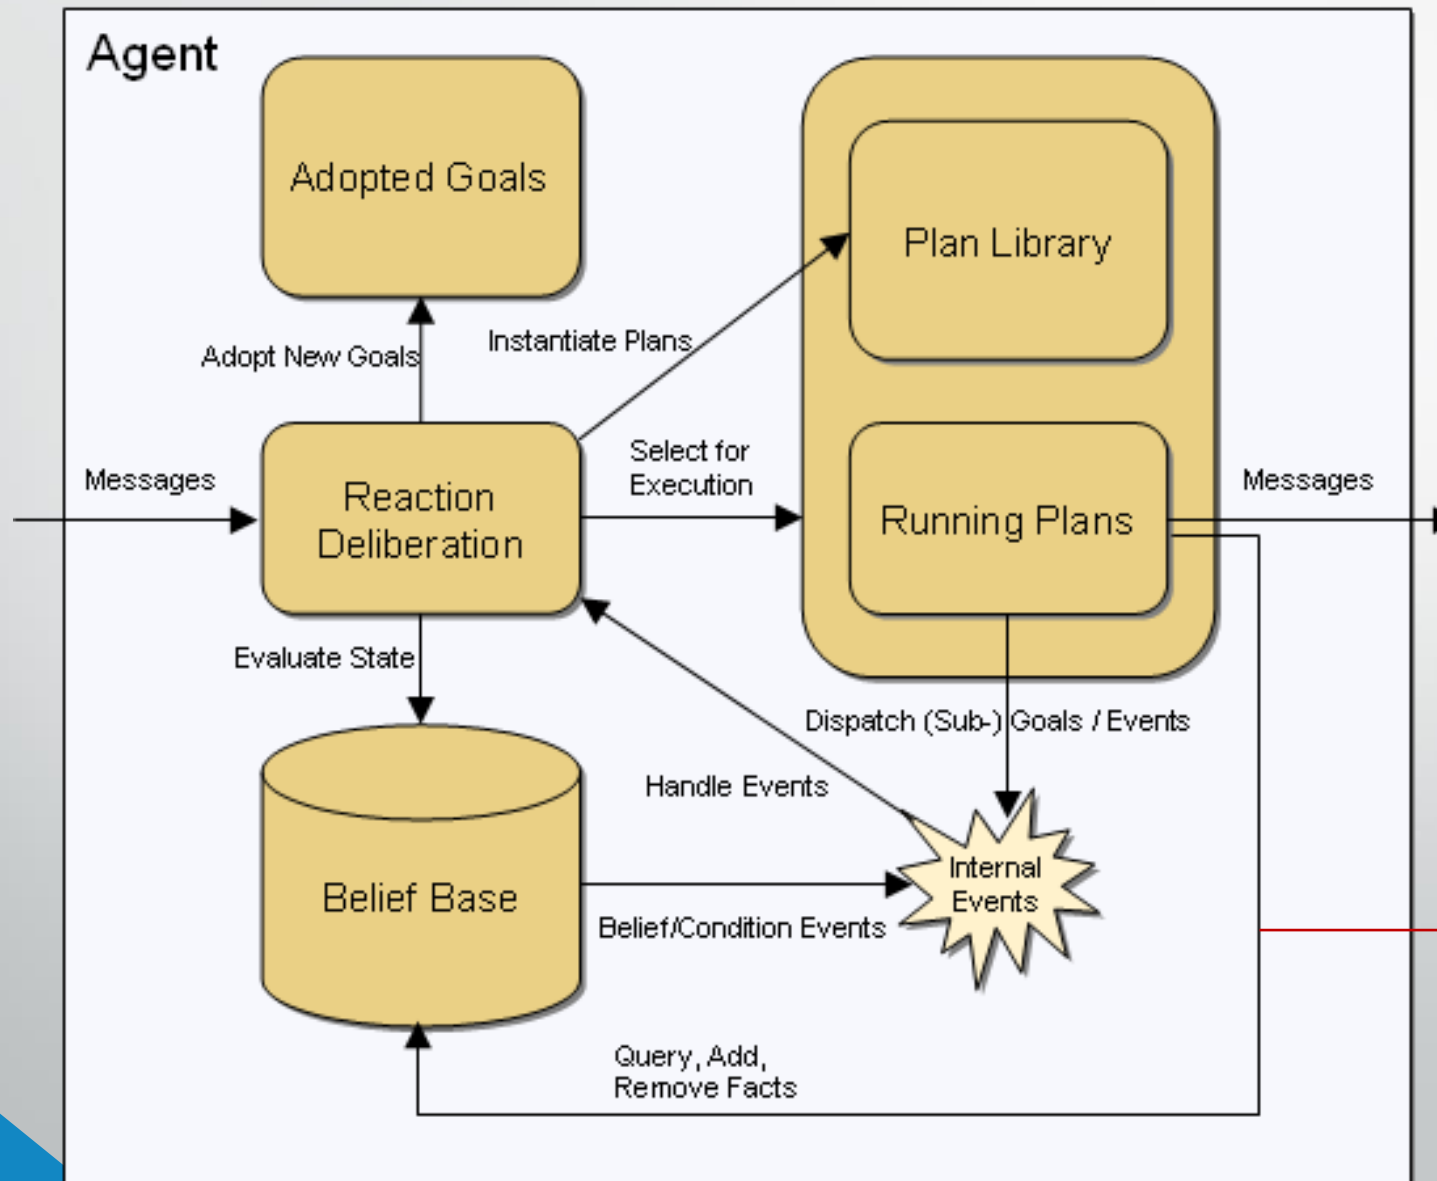 Agent
Adopted Goals
Plan Library
Instantiate Plans
Adopt New Goals
Select for
Execution
Messages
Reaction
Deliberation
Running Plans
Messages
Evaluate State
Dispatch (Sub-) Goals / Events
Handle Events
Internal
Events
Belief Base
Belief/Condition Events
Query, Add,
Remove Facts